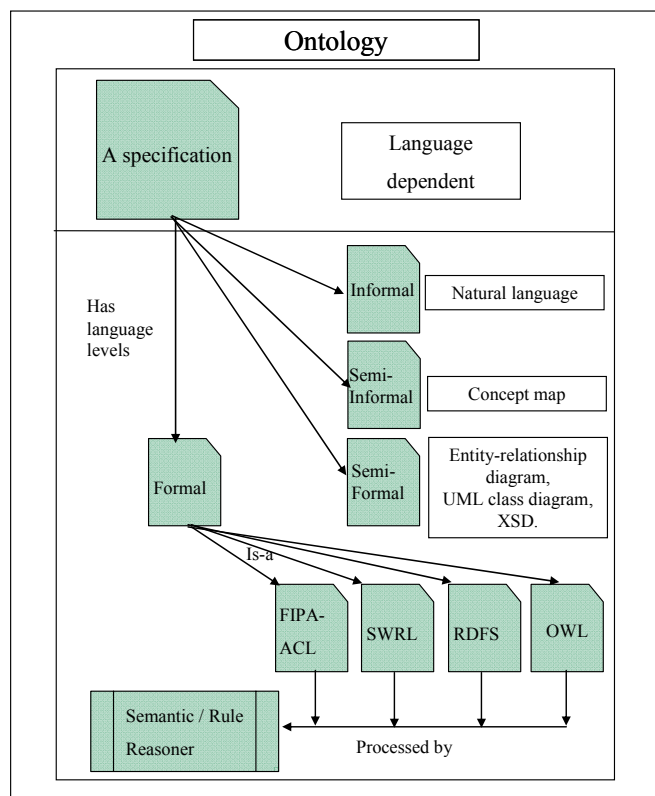 Ontology
A specification
Language
dependent
Has
language
levels
Informal
Natural language
Semi-
Informal
Concept map
Formal
Semi-
Formal
Entity-relationship
diagram,
UML class diagram,
XSD.
Is-a
FIPA-
ACL
SWRL
RDFS
OWL
Semantic / Rule
Reasoner
Processed by